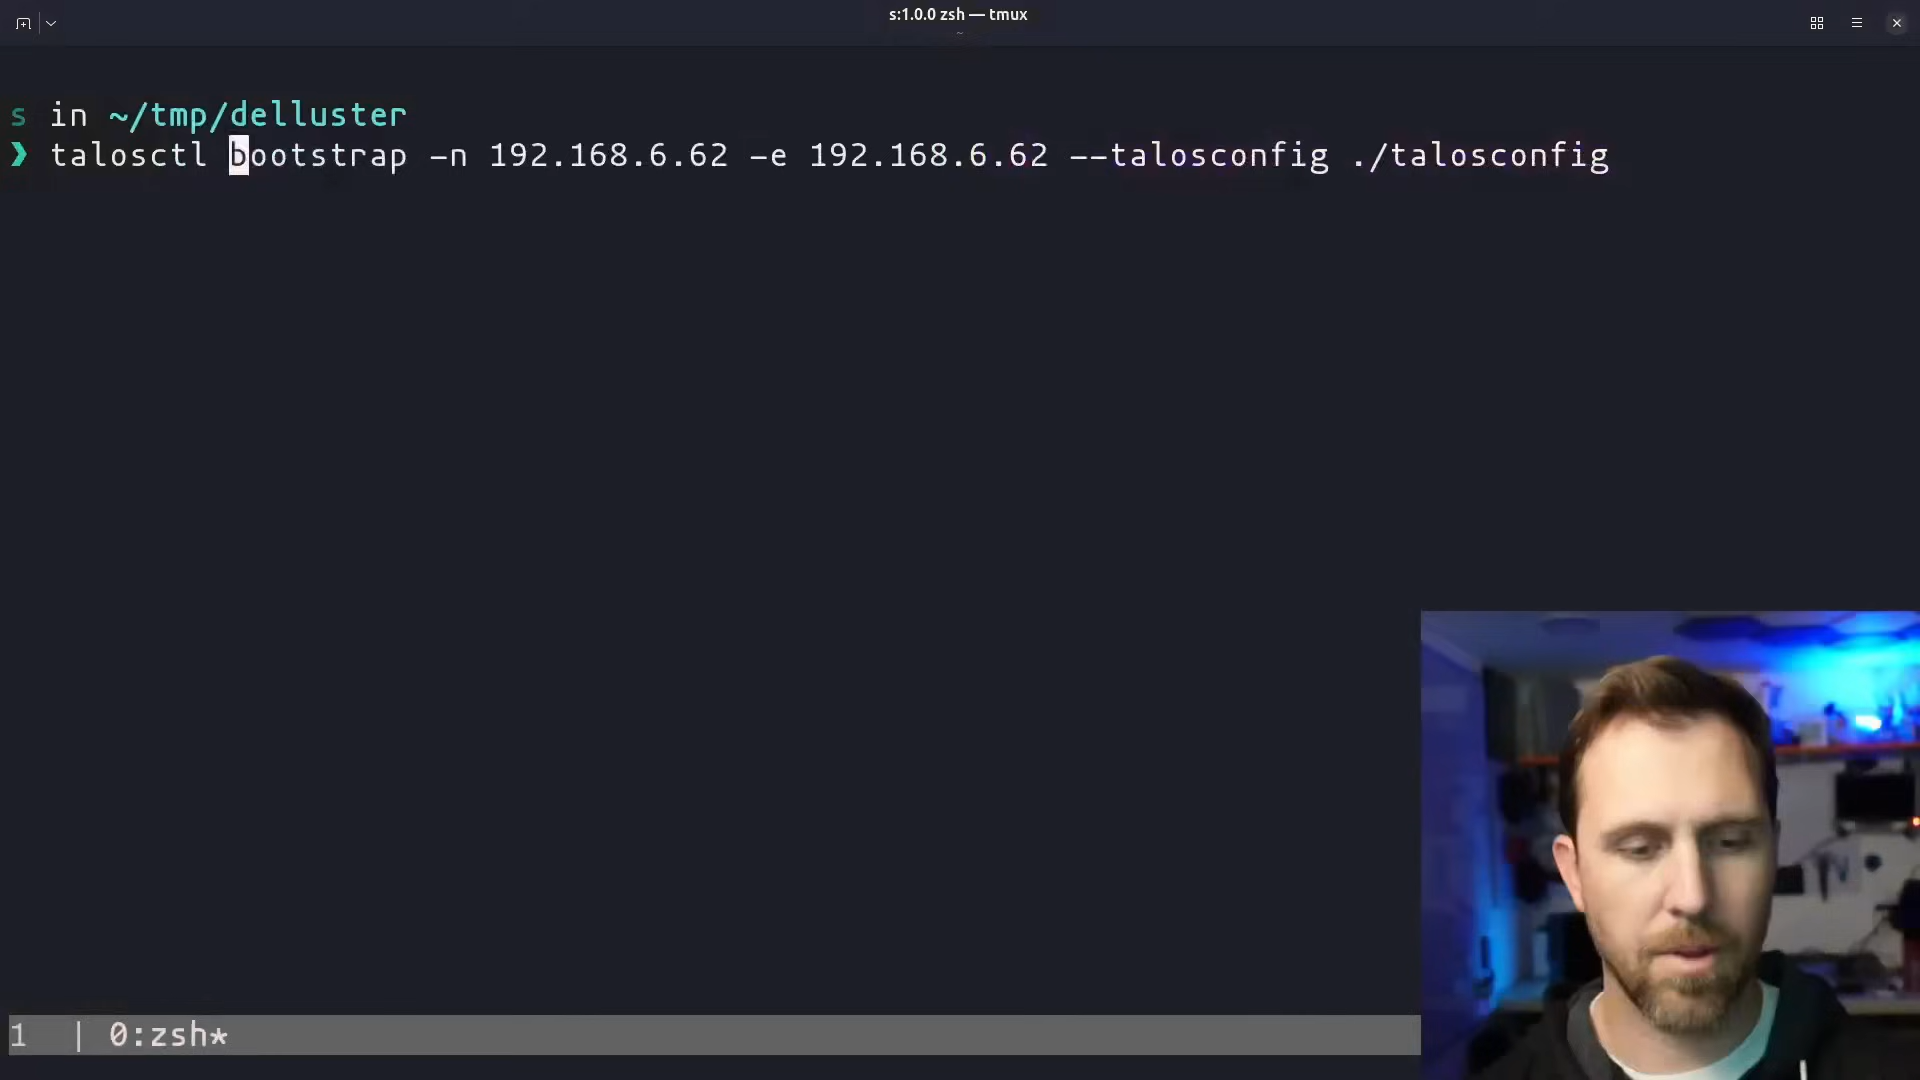 s:1.0.0 zsh — tmux
~
s in ~/tmp/delluster
❯ talosctl bootstrap -n 192.168.6.62 -e 192.168.6.62 --talosconfig ./talosconfig
1 | 0:zsh*